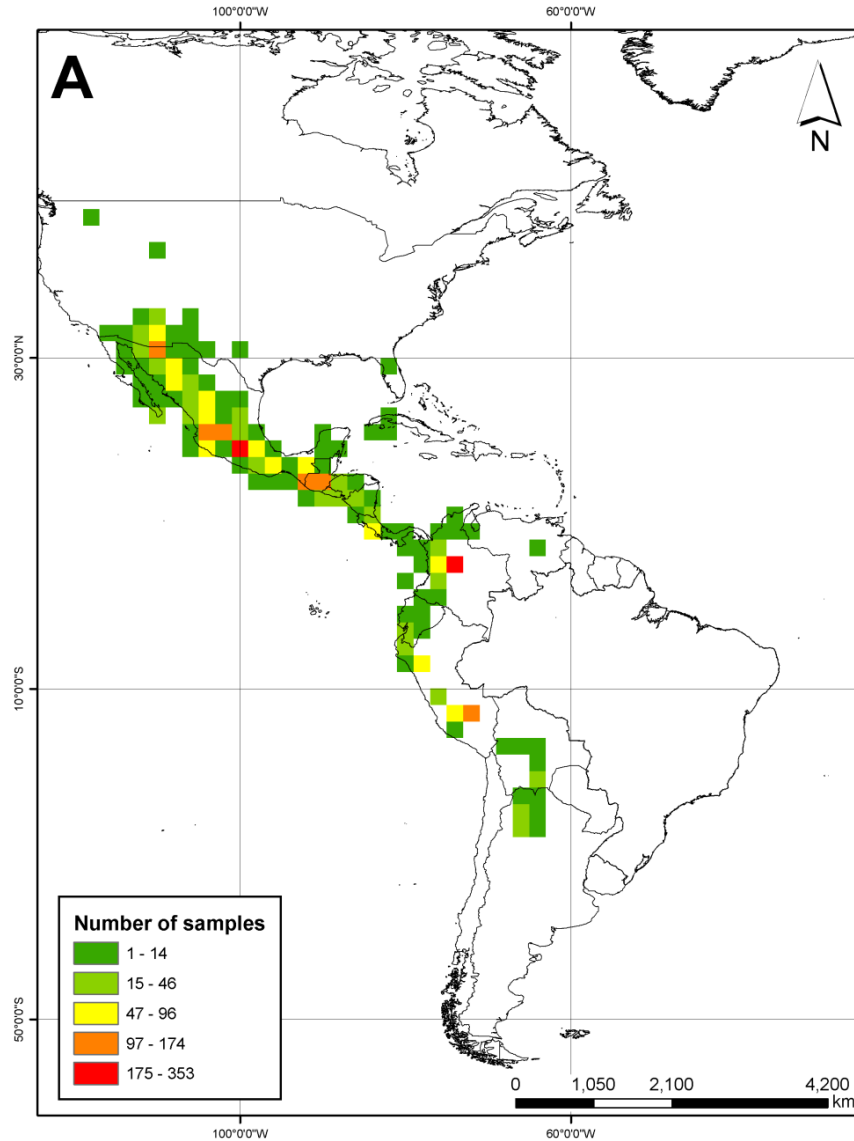 100°0'0"W 60°0'0"W
A
N
30°0'0"N
10°0'0"S
50°0'0"S
Number of samples
1 - 14
15 - 46
47 - 96
97 - 174
175 - 353
0 1,050 2,100 4,200
km
100°0'0"W 60°0'0"W